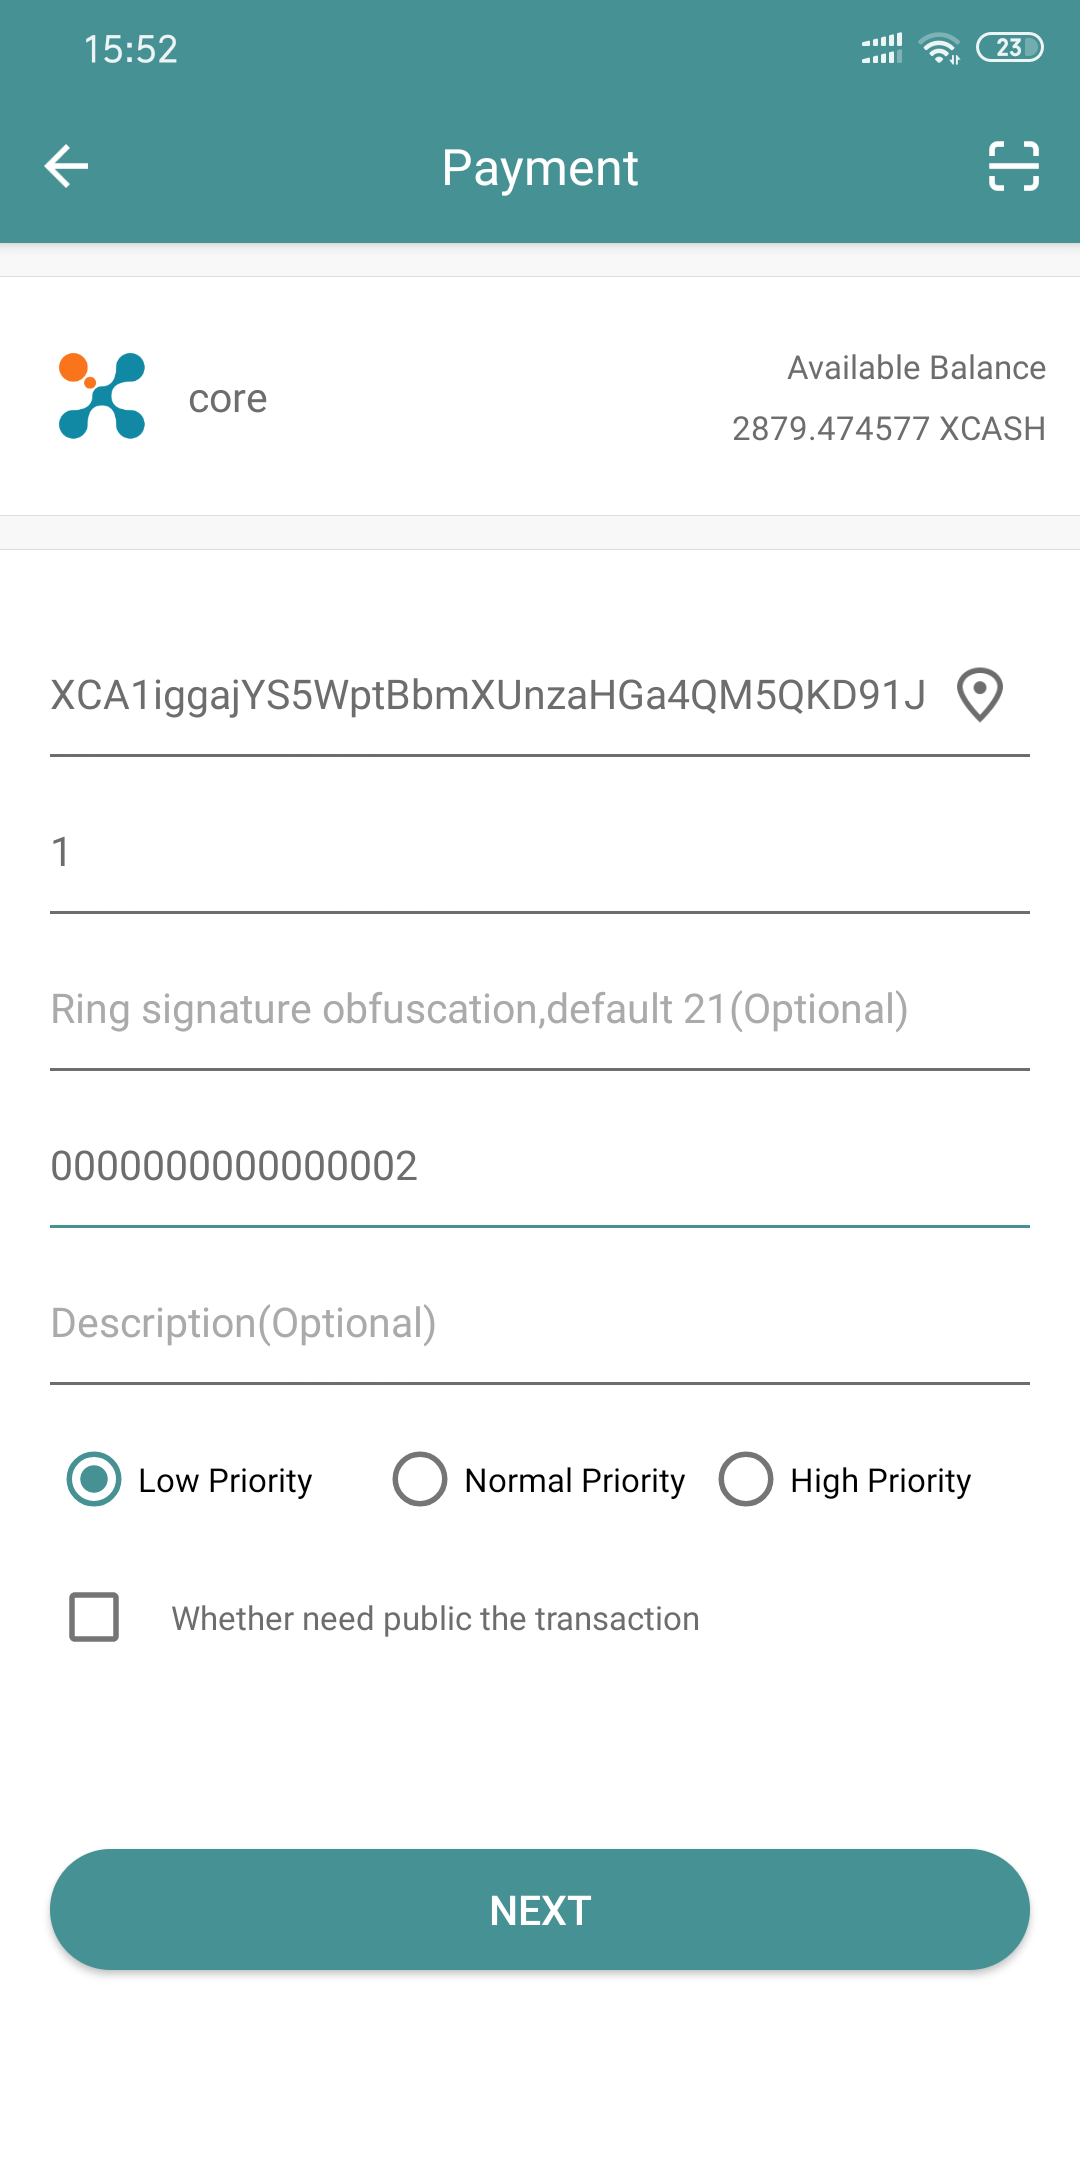 15:52
23
Payment
core
Available Balance
2879.474577 XCASH
XCA1iggajYS5WptBbmXUnzaHGa4QM5QKD91J
1
Ring signature obfuscation,default 21(Optional)
0000000000000002
Description(Optional)
Low Priority
Normal Priority
High Priority
Whether need public the transaction
NEXT